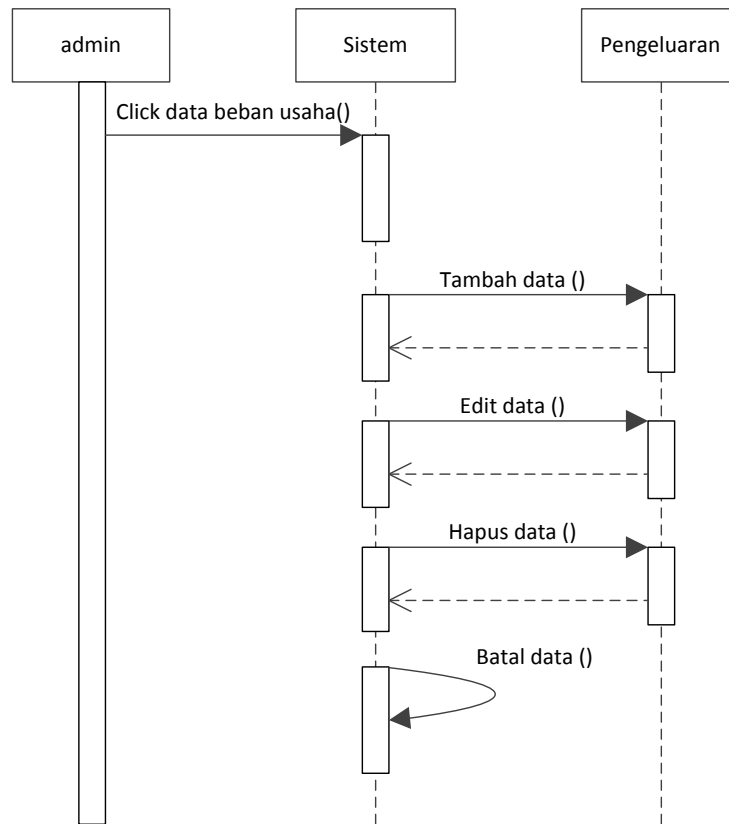 admin
Sistem
Pengeluaran
Click data beban usaha()
Tambah data ()
Edit data ()
Hapus data ()
Batal data ()